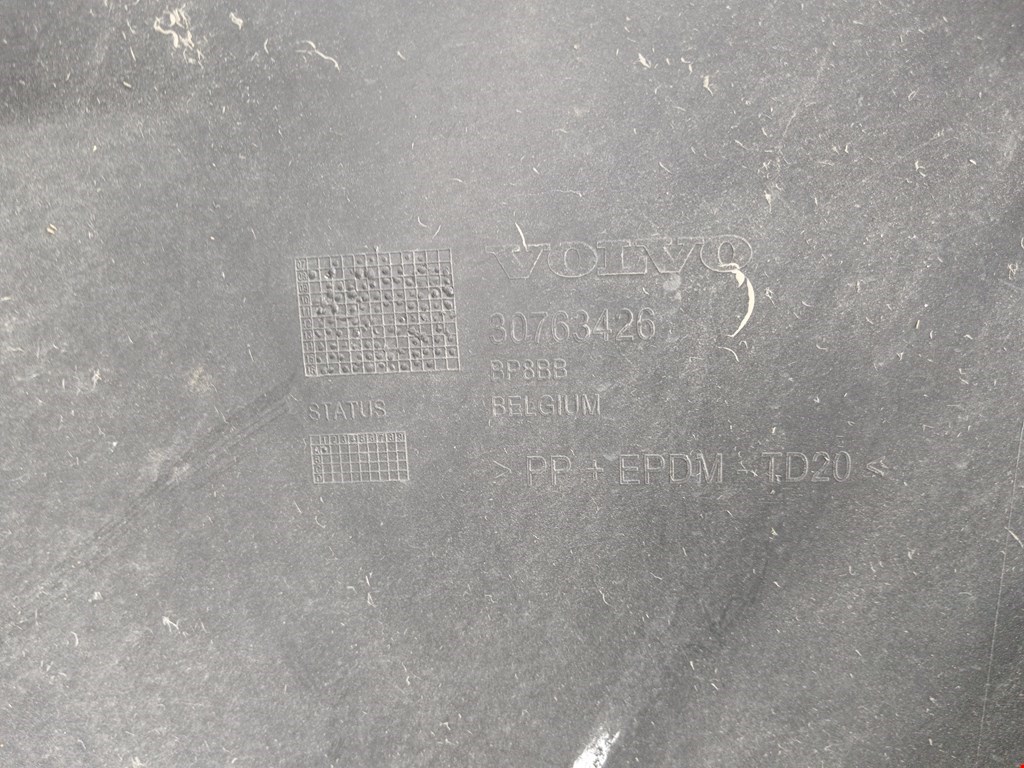 VOLVO
30763426
BP8BB
STATUS
BELGIUM
> PP + EPDM - TD20 <